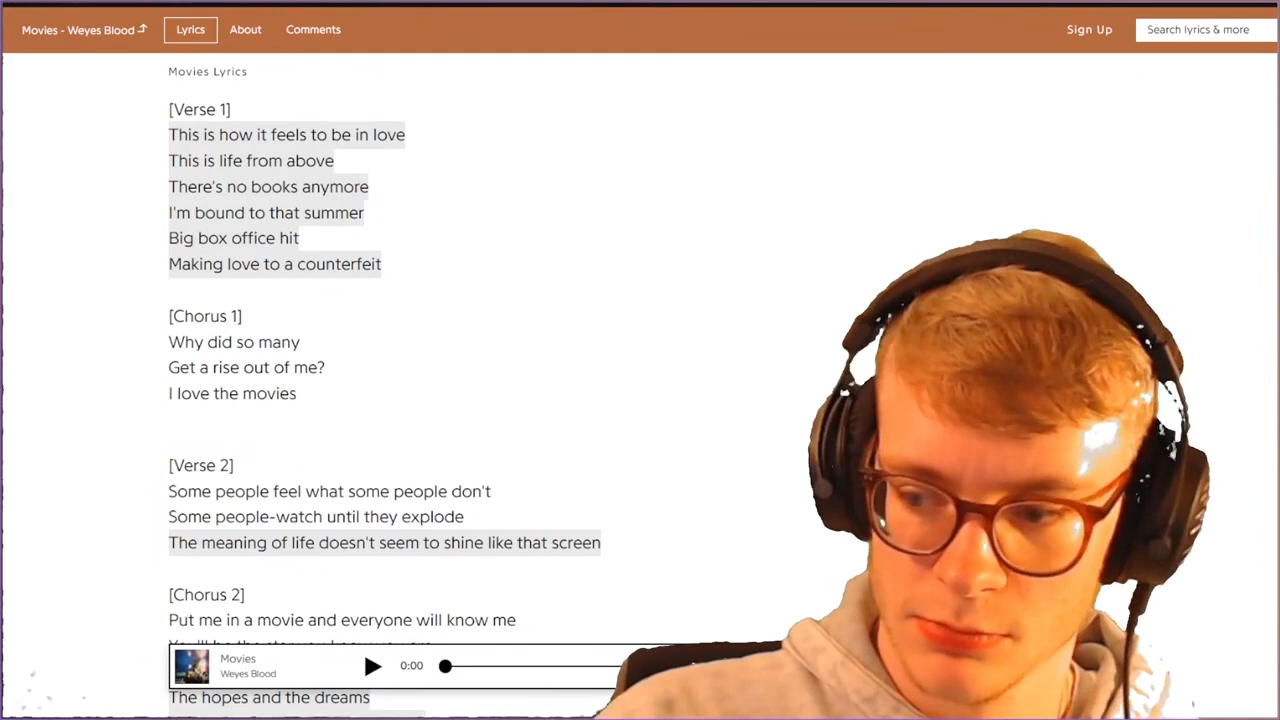 Movies - Weyes Blood
Lyrics
About
Comments
Sign Up
Search lyrics & more
Movies Lyrics
[Verse 1]
This is how it feels to be in love
This is life from above
There's no books anymore
I'm bound to that summer
Big box office hit
Making love to a counterfeit
[Chorus 1]
Why did so many
Get a rise out of me?
I love the movies
[Verse 2]
Some people feel what some people don't
Some people-watch until they explode
The meaning of life doesn't seem to shine like that screen
[Chorus 2]
Put me in a movie and everyone will know me
Movies
Weyes Blood
0:00
The hopes and the dreams